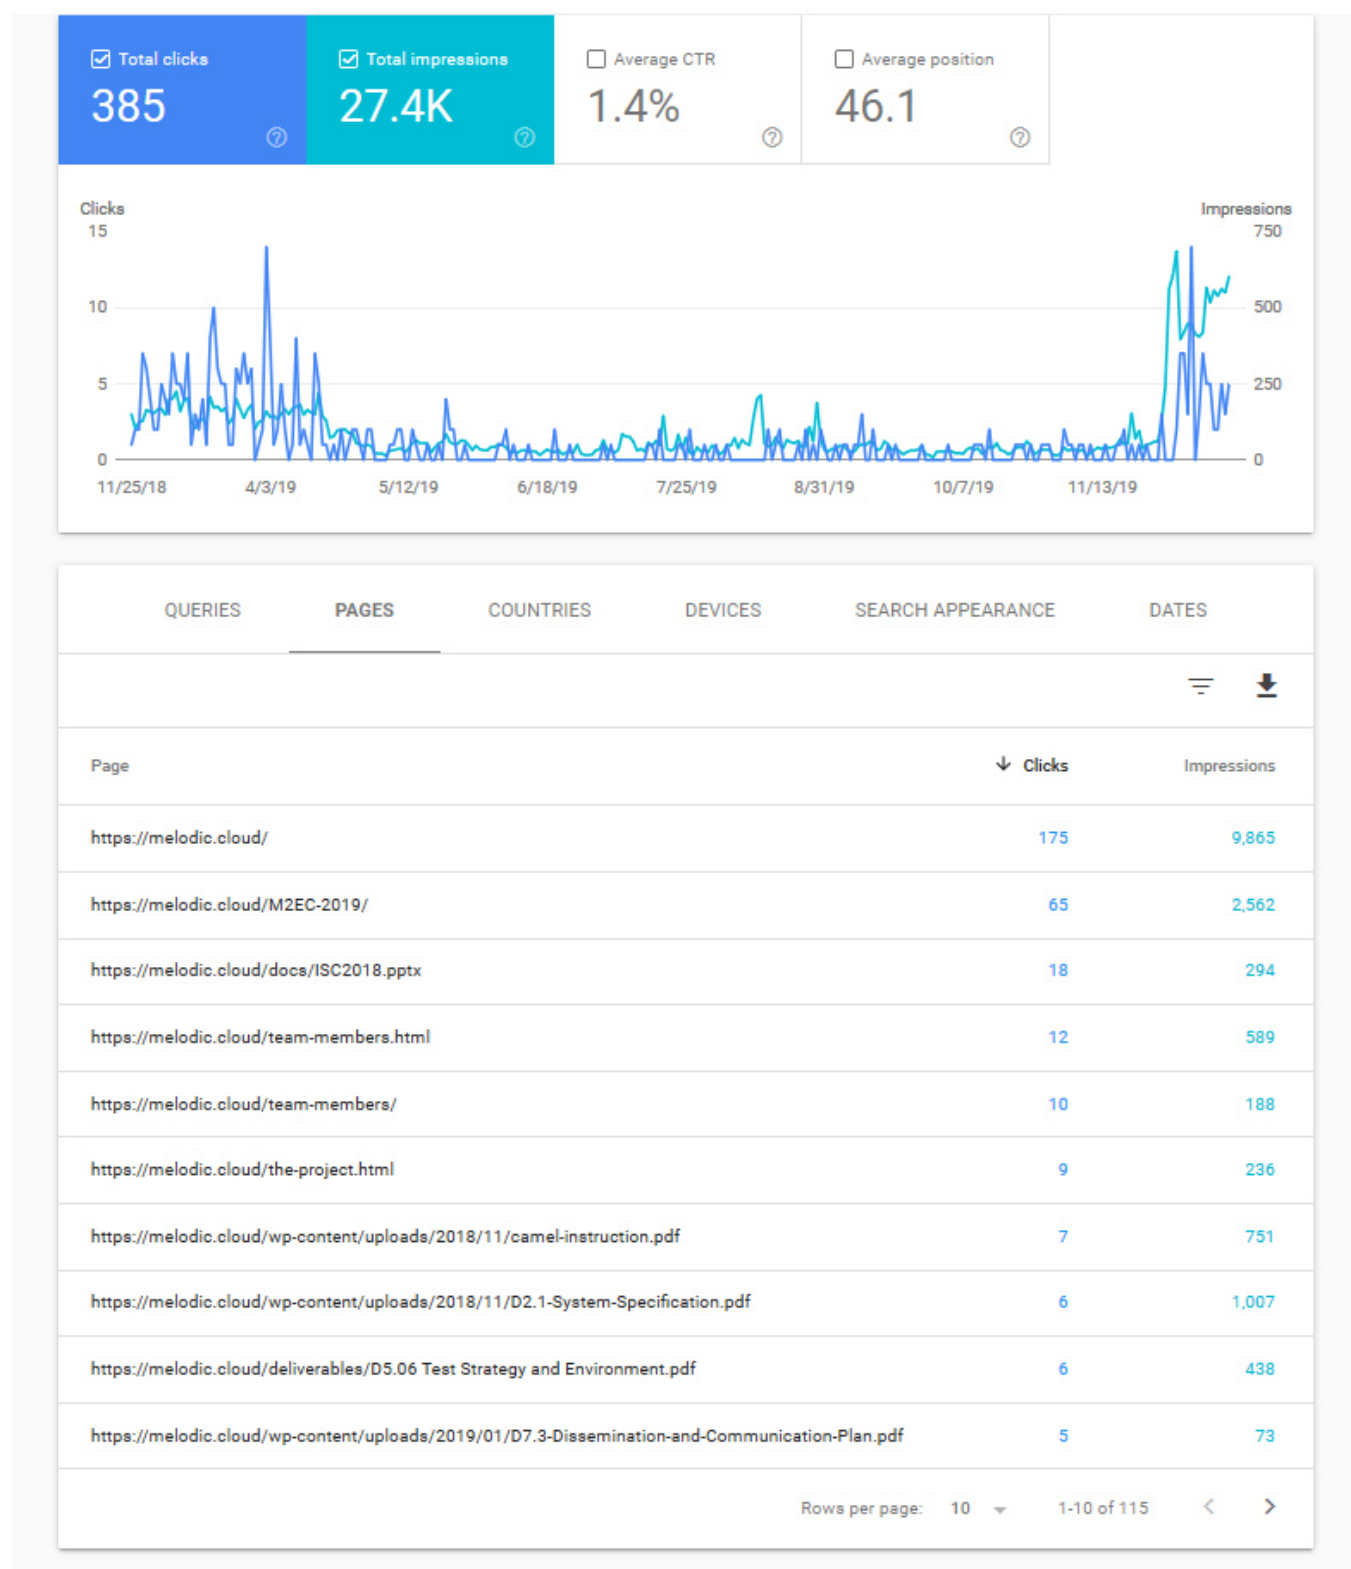 Total clicks Total impressions Average CTR Average position
385 27.4K 1.4% 46.1
Clicks Impressions
15 750
10 500
5 250
0 0
11/25/18 4/3/19 5/12/19 6/18/19 7/25/19 8/31/19 10/7/19 11/13/19
QUERIES PAGES COUNTRIES DEVICES SEARCH APPEARANCE DATES
Page Clicks Impressions
https://melodic.cloud/ 175 9,865
https://melodic.cloud/M2EC-2019/ 65 2,562
https://melodic.cloud/docs/ISC2018.pptx 18 294
https://melodic.cloud/team-members.html 12 589
https://melodic.cloud/team-members/ 10 188
https://melodic.cloud/the-project.html 9 236
https://melodic.cloud/wp-content/uploads/2018/11/camel-instruction.pdf 7 751
https://melodic.cloud/wp-content/uploads/2018/11/D2.1-System-Specification.pdf 6 1,007
https://melodic.cloud/deliverables/D5.06 Test Strategy and Environment.pdf 6 438
https://melodic.cloud/wp-content/uploads/2019/01/D7.3-Dissemination-and-Communication-Plan.pdf 5 73
Rows per page: 10 1-10 of 115